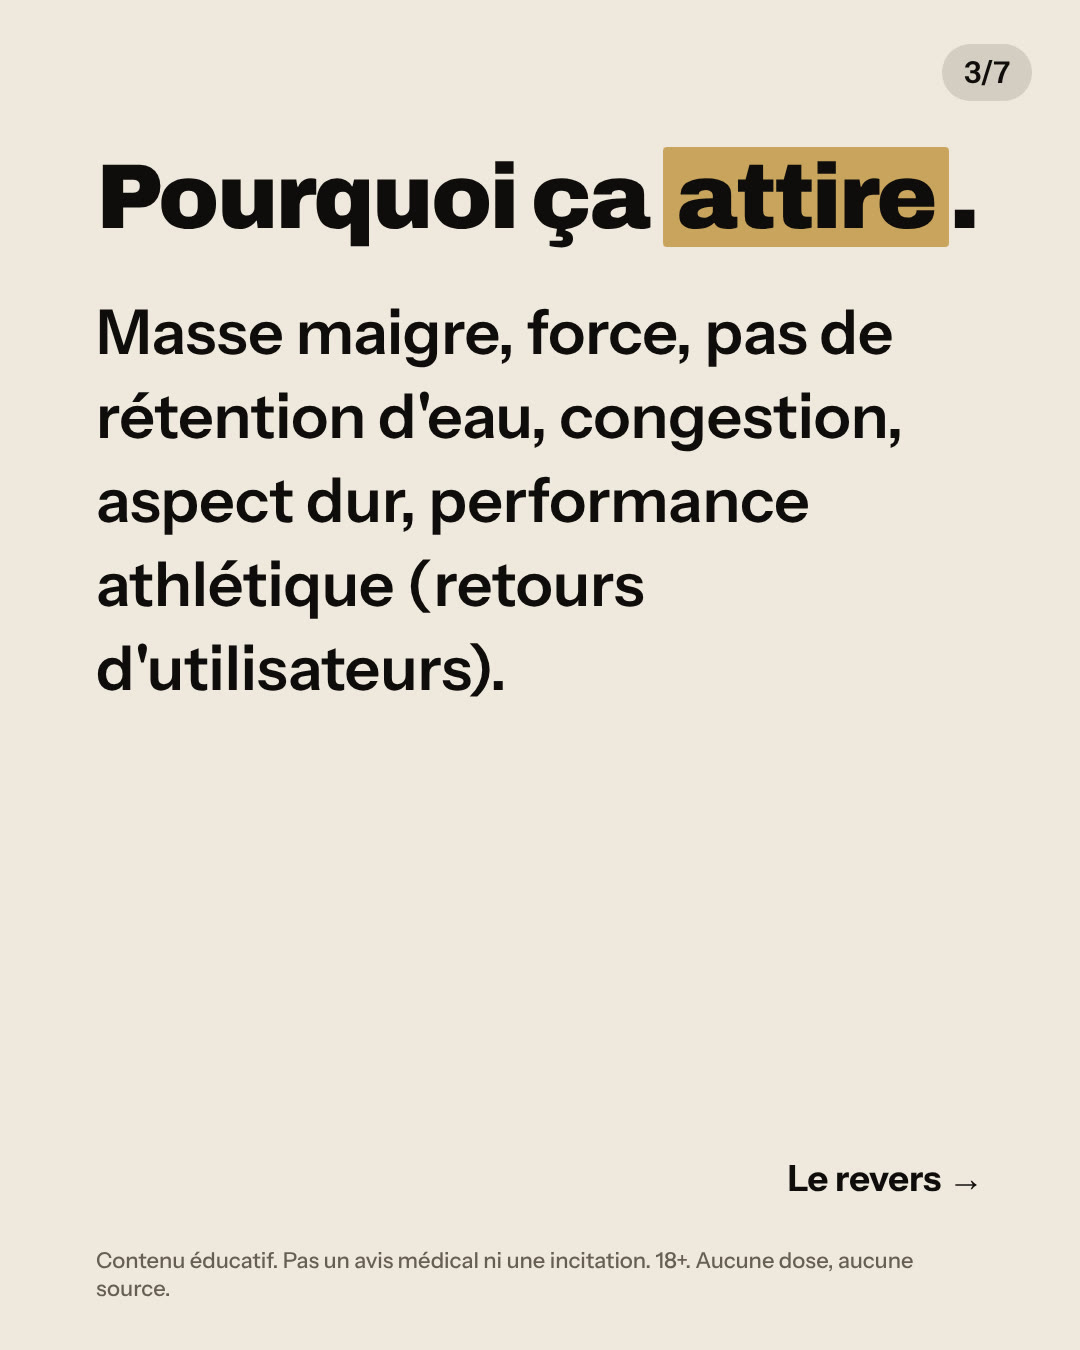 3/7
Pourquoi ça attire.
Masse maigre, force, pas de
rétention d'eau, congestion,
aspect dur, performance
athlétique (retours
d'utilisateurs).
Le revers →
Contenu éducatif. Pas un avis médical ni une incitation. 18+. Aucune dose, aucune
source.